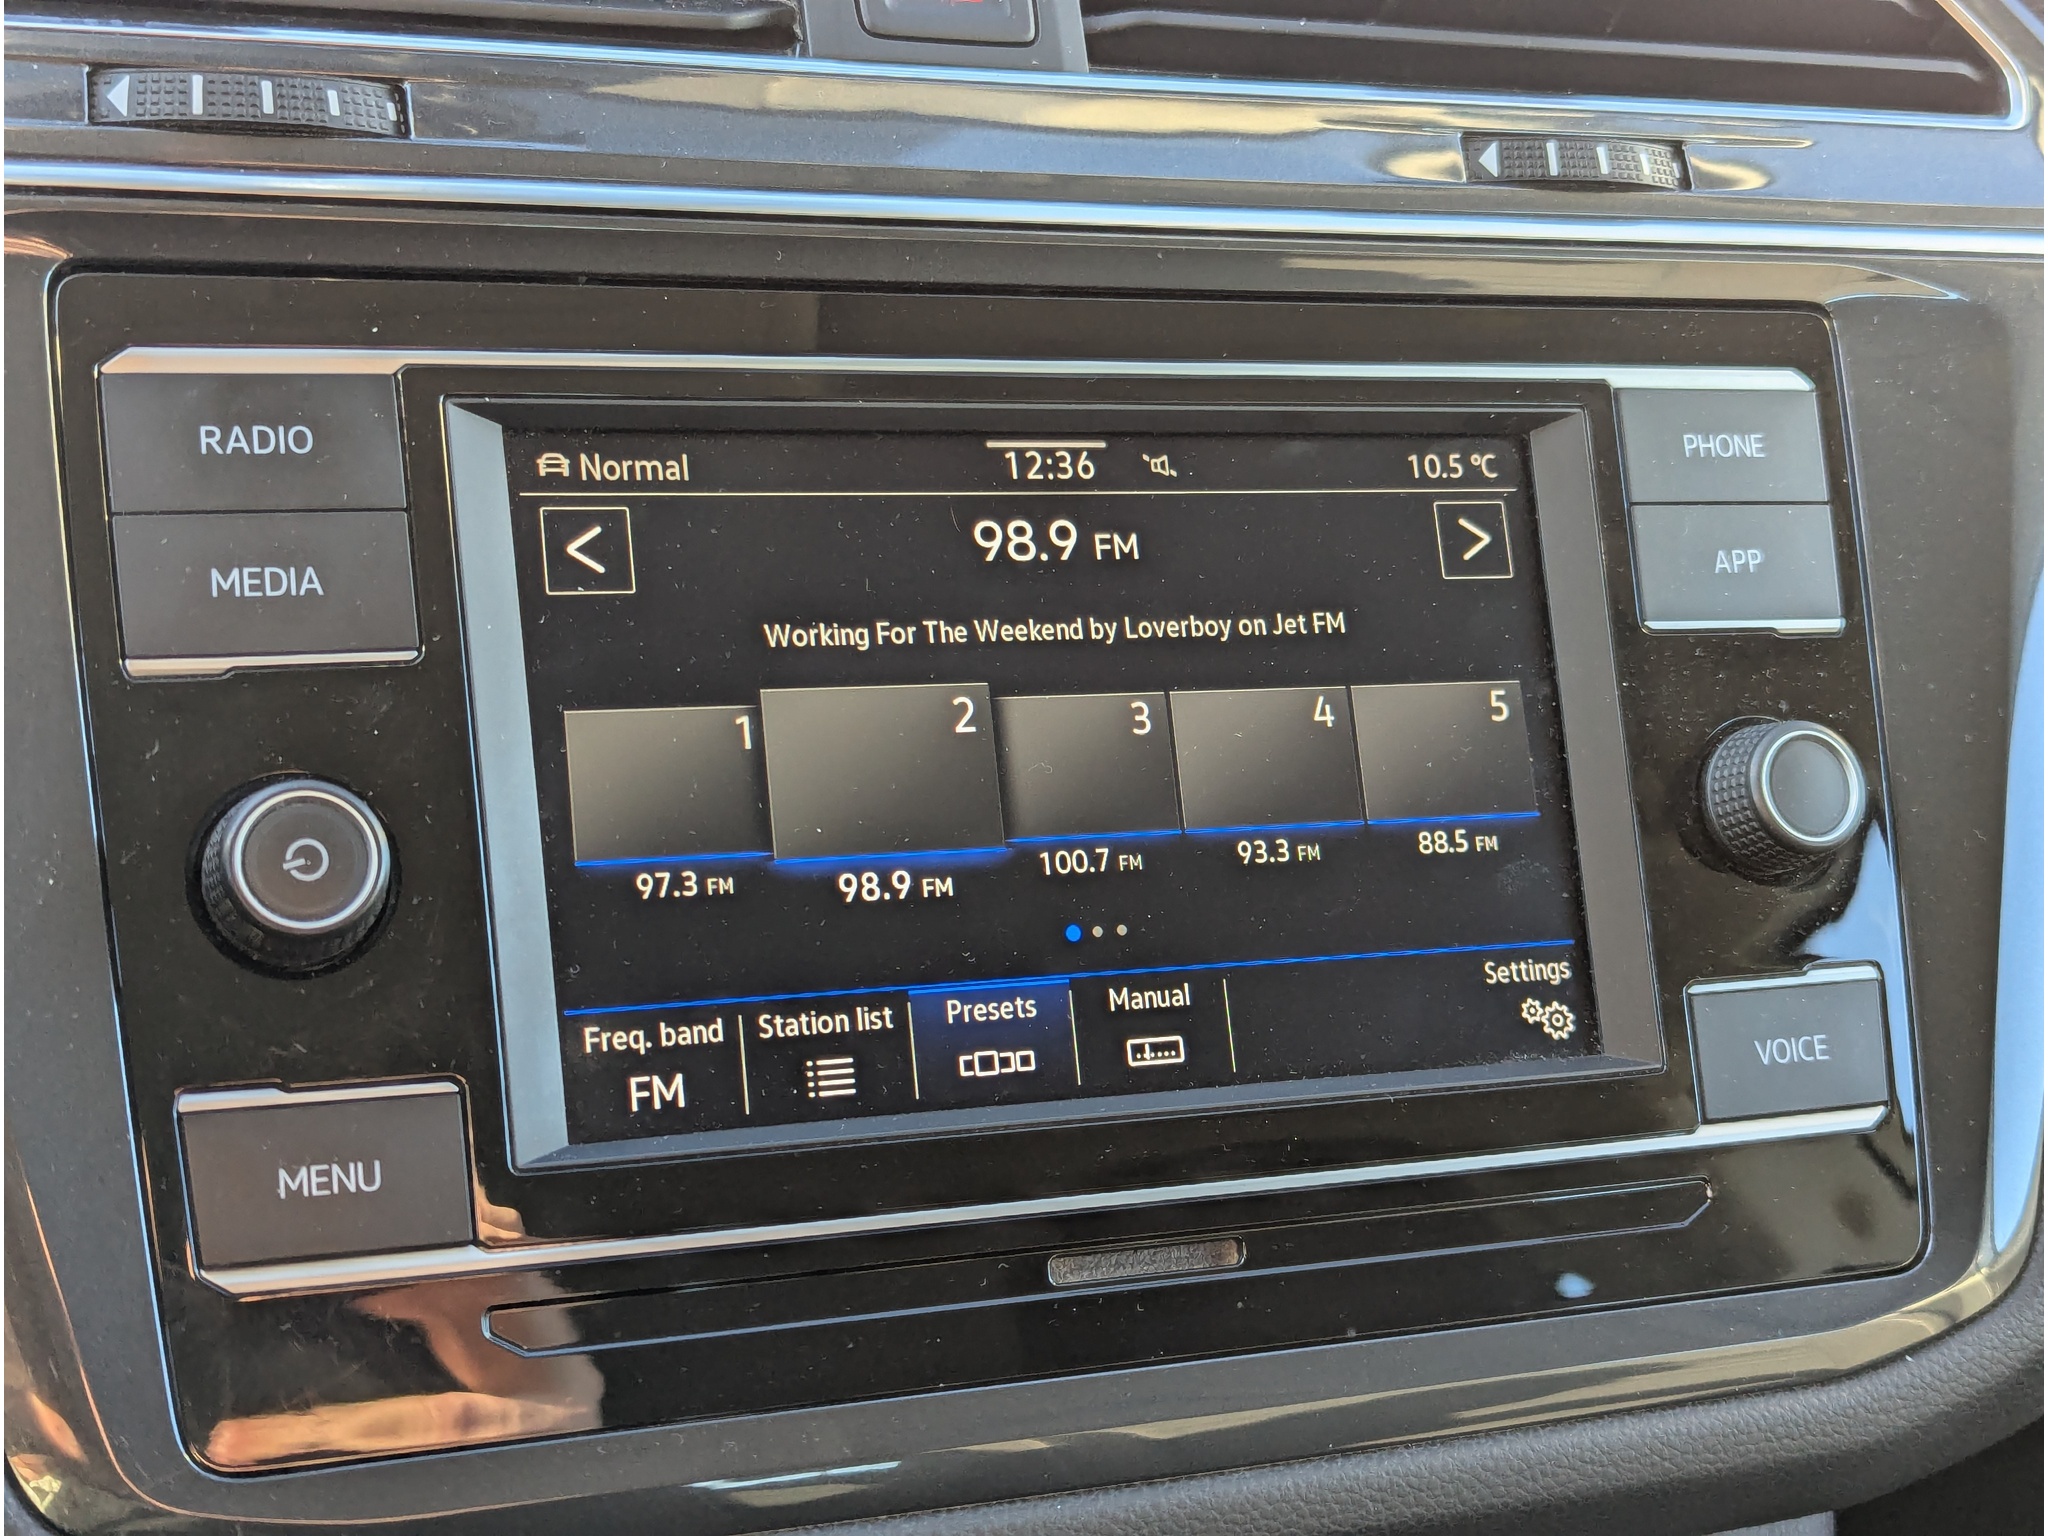 RADIO
MEDIA
MENU
Normal
12:36
10.5 °C
98.9 FM
Working For The Weekend by Loverboy on Jet FM
1
2
3
4
5
97.3 FM
98.9 FM
100.7 FM
93.3 FM
88.5 FM
Freq. band
FM
Station list
Presets
Manual
Settings
PHONE
APP
VOICE